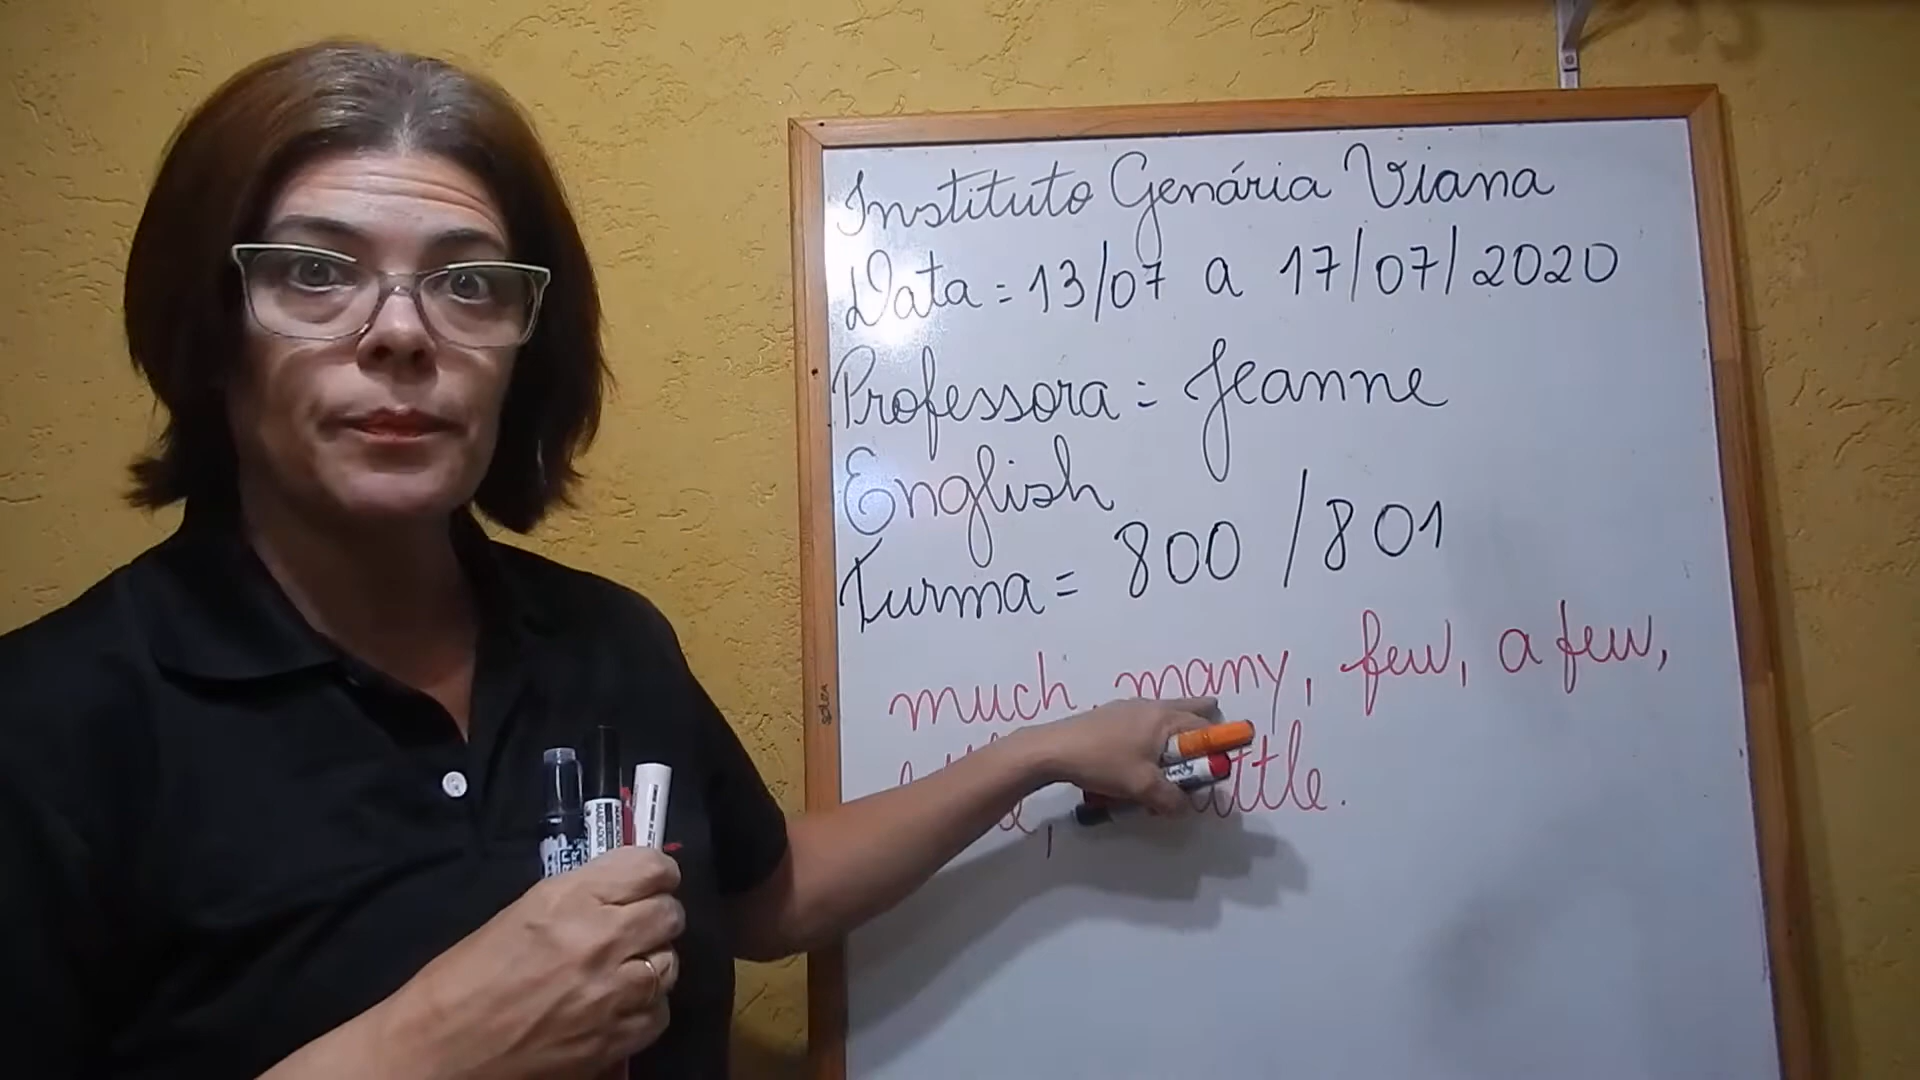 Instituto Genária Viana
Data = 13/07 a 17/07/2020
Professora = Jeanne
English
Turma = 800 / 801
much, many, few, a few,
little.